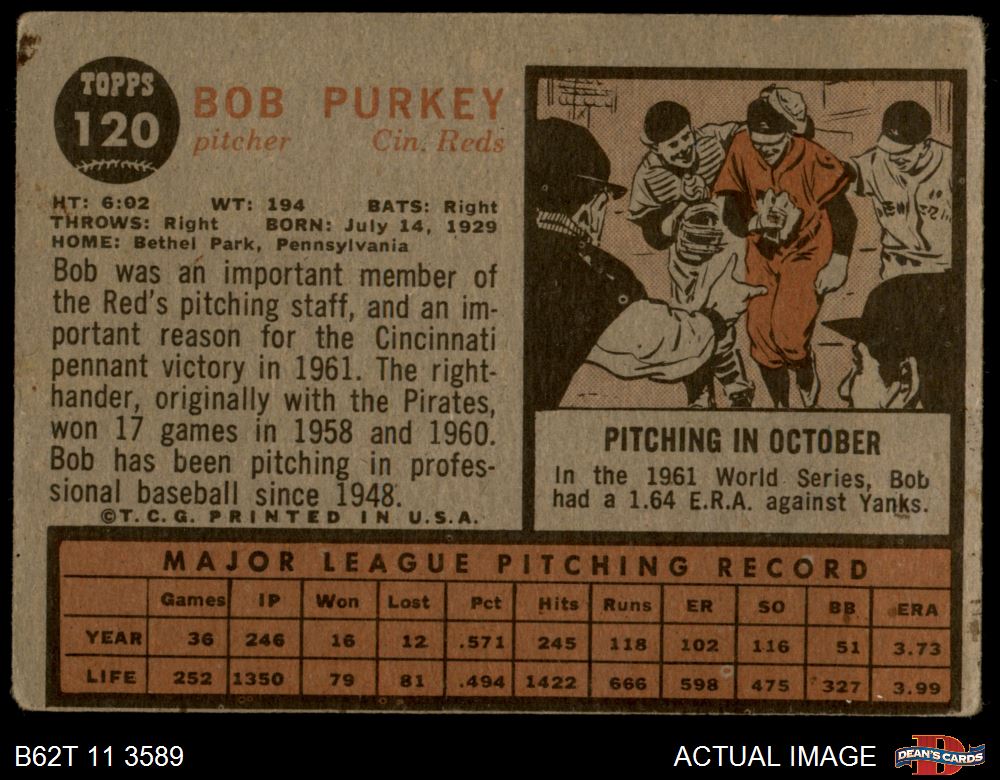 TOPPS
120
BOB PURKEY
pitcher Cin. Reds
HT: 6:02 WT: 194 BATS: Right
THROWS: Right BORN: July 14, 1929
HOME: Bethel Park, Pennsylvania
Bob was an important member of
the Red's pitching staff, and an im-
portant reason for the Cincinnati
pennant victory in 1961. The right-
hander, originally with the Pirates,
won 17 games in 1958 and 1960.
Bob has been pitching in profes-
sional baseball since 1948.
©T.C.G. PRINTED IN U.S.A.
PITCHING IN OCTOBER
In the 1961 World Series, Bob
had a 1.64 E.R.A. against Yanks.
MAJOR LEAGUE PITCHING RECORD
Games IP Won Lost Pct Hits Runs ER SO BB ERA
YEAR 36 246 16 12 .571 245 118 102 116 51 3.73
LIFE 252 1350 79 81 .494 1422 666 598 475 327 3.99
B62T 11 3589
ACTUAL IMAGE
D
DEAN'S CARDS